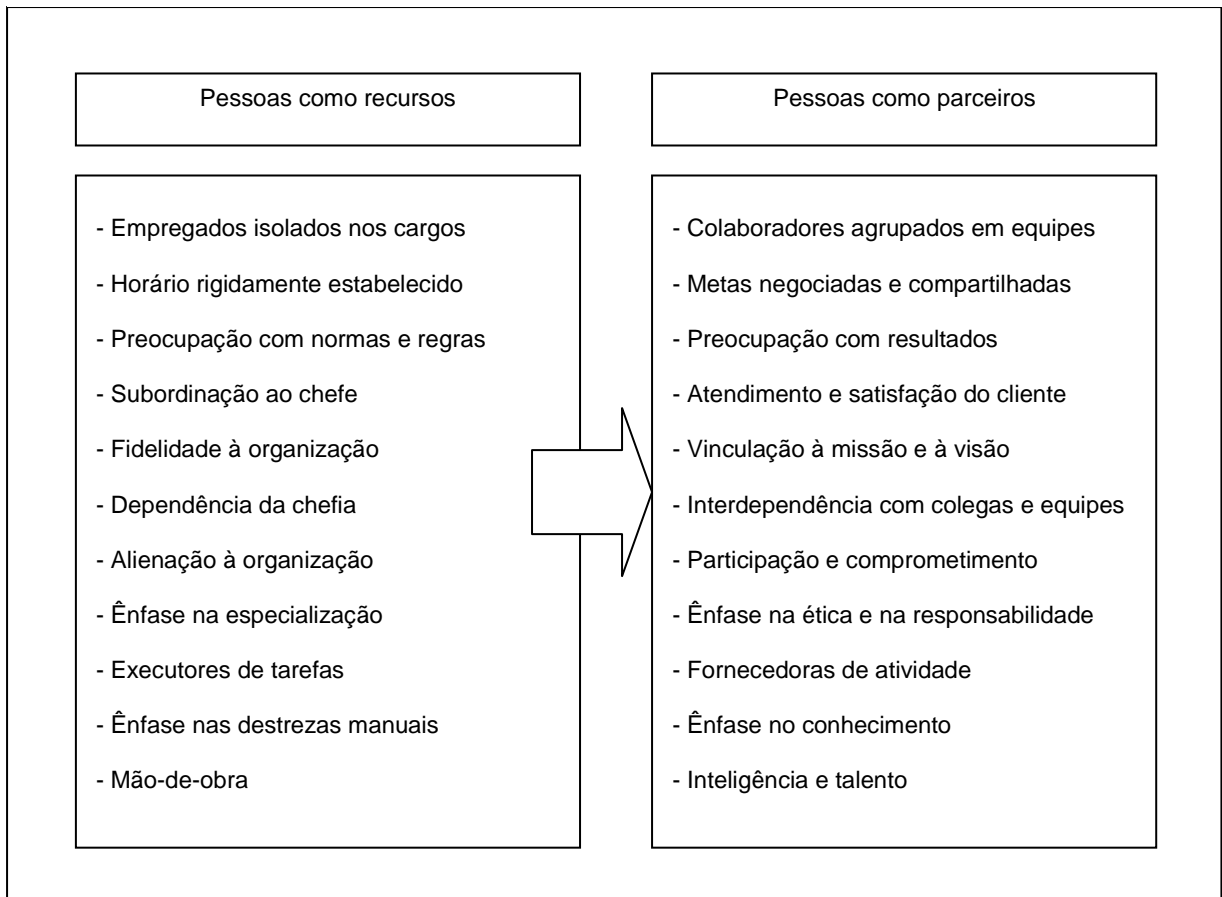 Pessoas como recursos
- Empregados isolados nos cargos
- Horário rigidamente estabelecido
- Preocupação com normas e regras
- Subordinação ao chefe
- Fidelidade à organização
- Dependência da chefia
- Alienação à organização
- Ênfase na especialização
- Executores de tarefas
- Ênfase nas destrezas manuais
- Mão-de-obra
Pessoas como parceiros
- Colaboradores agrupados em equipes
- Metas negociadas e compartilhadas
- Preocupação com resultados
- Atendimento e satisfação do cliente
- Vinculação à missão e à visão
- Interdependência com colegas e equipes
- Participação e comprometimento
- Ênfase na ética e na responsabilidade
- Fornecedoras de atividade
- Ênfase no conhecimento
- Inteligência e talento